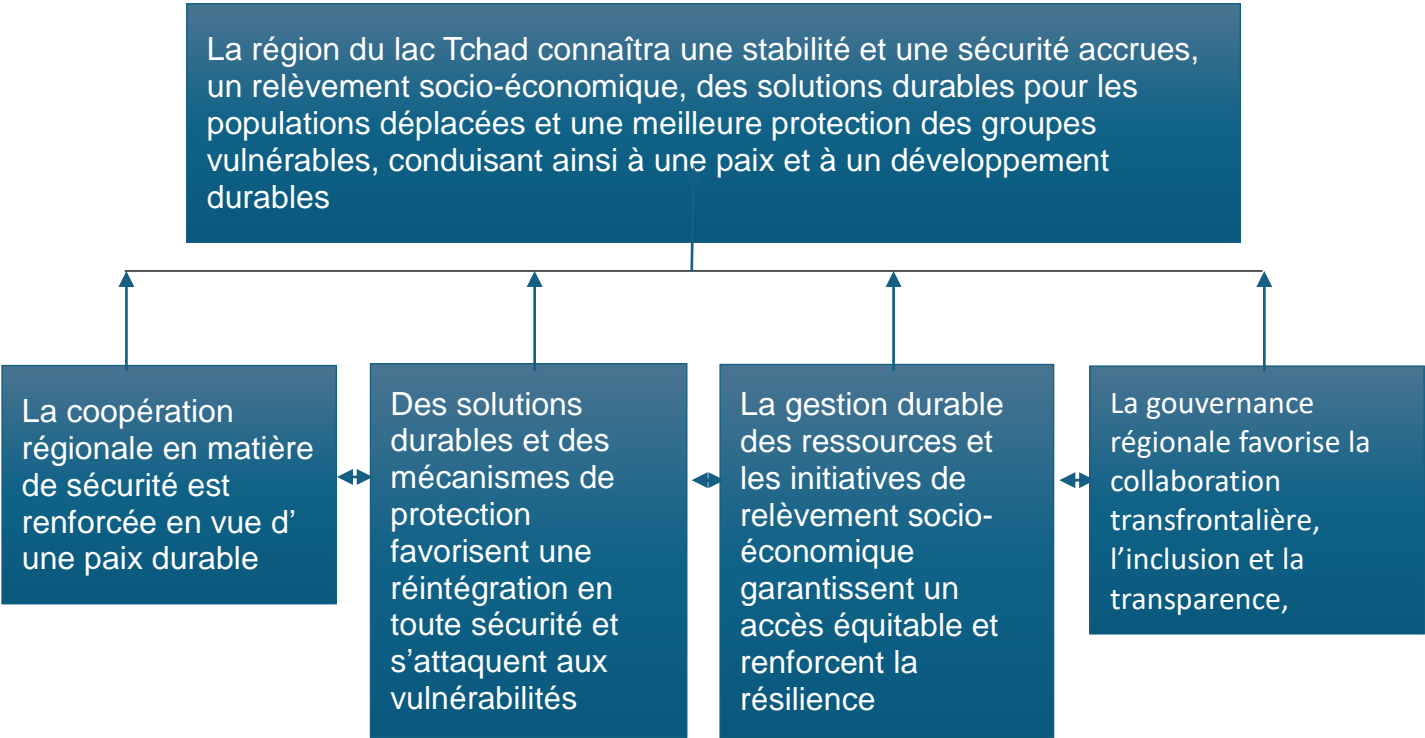 La région du lac Tchad connaîtra une stabilité et une sécurité accrues,
un relèvement socio-économique, des solutions durables pour les
populations déplacées et une meilleure protection des groupes
vulnérables, conduisant ainsi à une paix et à un développement
durables
La coopération
régionale en matière
de sécurité est
renforcée en vue d’
une paix durable
Des solutions
durables et des
mécanismes de
protection
favorisent une
réintégration en
toute sécurité et
s’attaquent aux
vulnérabilités
La gestion durable
des ressources et
les initiatives de
relèvement socio-
économique
garantissent un
accès équitable et
renforcent la
résilience
La gouvernance
régionale favorise la
collaboration
transfrontalière,
l’inclusion et la
transparence,